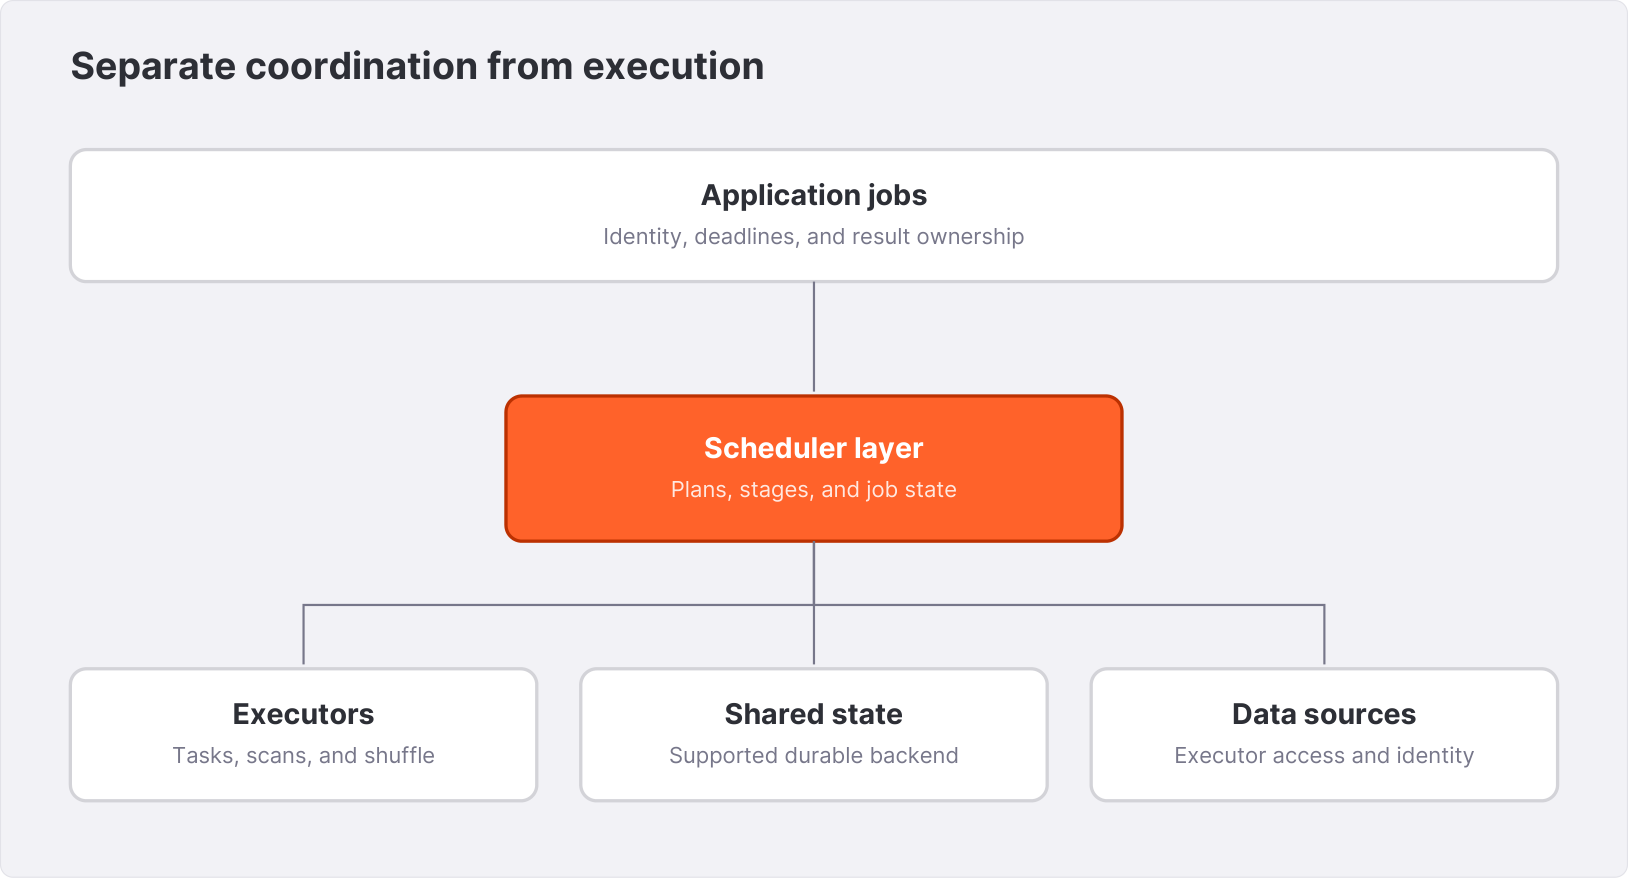 Separate coordination from execution
Application jobs
Identity, deadlines, and result ownership
Scheduler layer
Plans, stages, and job state
Executors
Tasks, scans, and shuffle
Shared state
Supported durable backend
Data sources
Executor access and identity